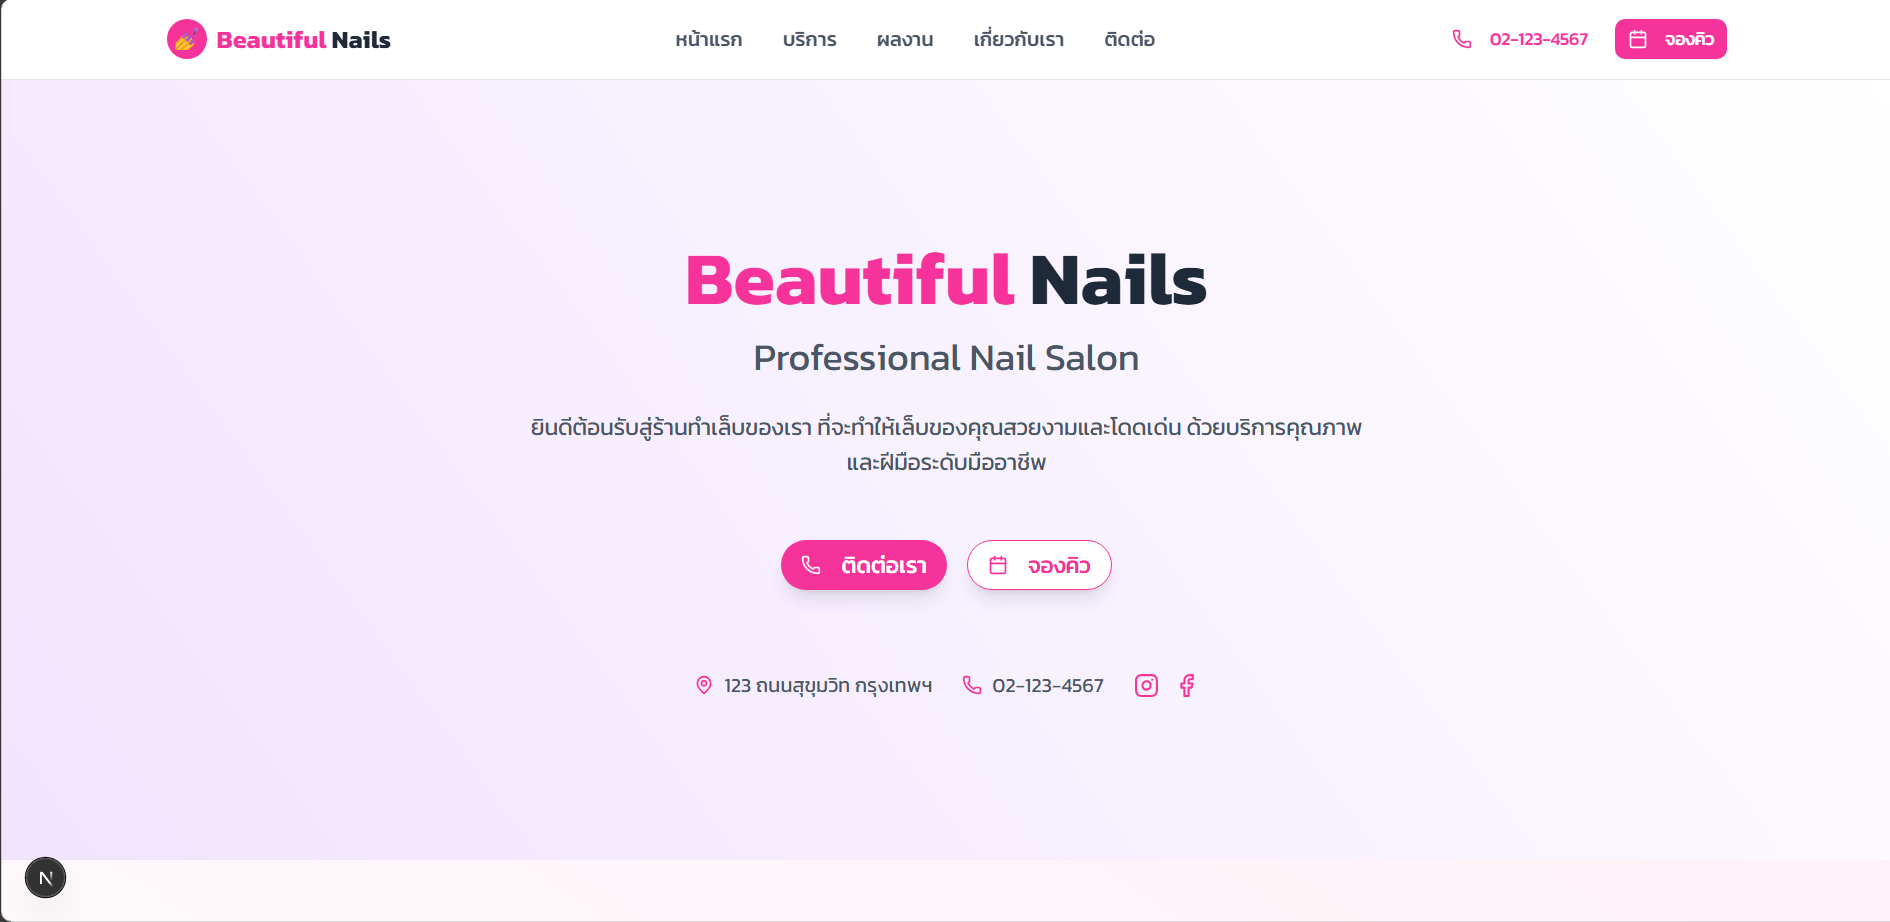 Beautiful Nails
หน้าแรก บริการ ผลงาน เกี่ยวกับเรา ติดต่อ
02-123-4567 จองคิว
Beautiful Nails
Professional Nail Salon
ยินดีต้อนรับสู่ร้านทำเล็บของเรา ที่จะทำให้เล็บของคุณสวยงามและโดดเด่น ด้วยบริการคุณภาพ
และฝีมือระดับมืออาชีพ
ติดต่อเรา จองคิว
123 ถนนสุขุมวิท กรุงเทพฯ 02-123-4567
N